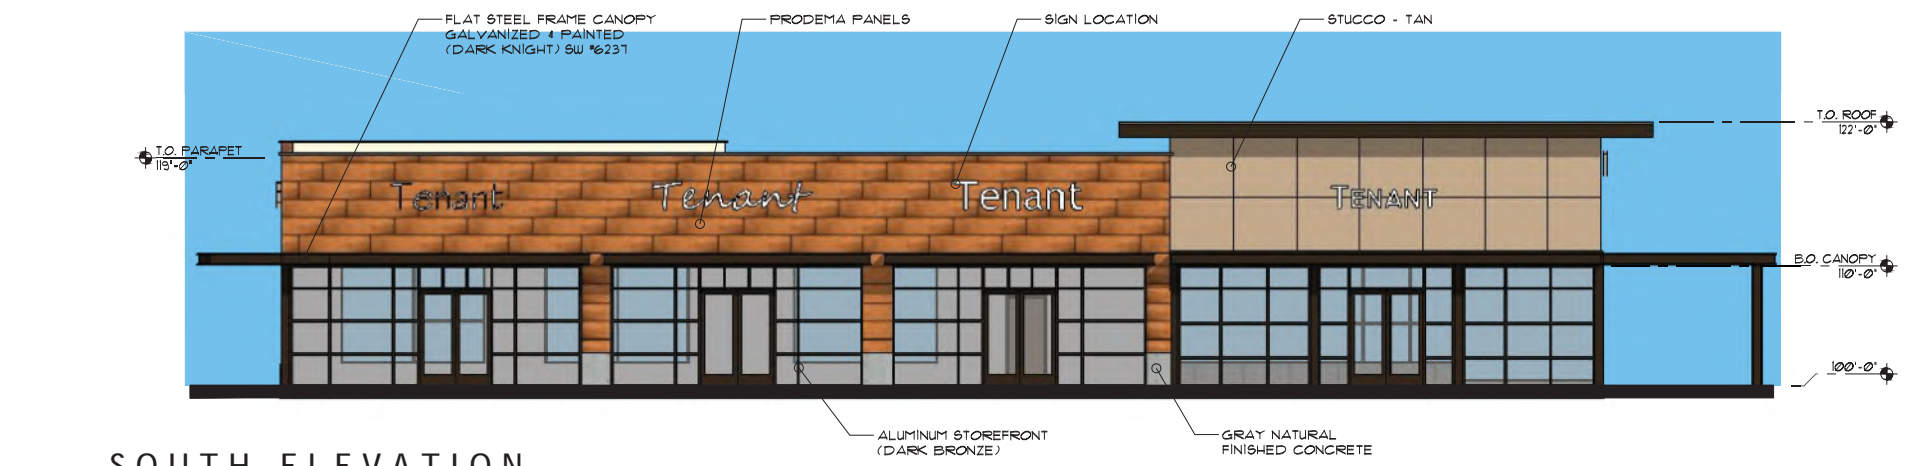 FLAT STEEL FRAME CANOPY
GALVANIZED & PAINTED
(DARK KNIGHT) SW #6237
PRODEMA PANELS
SIGN LOCATION
STUCCO - TAN
T.O. ROOF
122'-0"
T.O. PARAPET
119'-0"
Tenant
Tenant
Tenant
TENANT
B.O. CANOPY
110'-0"
100'-0"
ALUMINUM STOREFRONT
(DARK BRONZE)
GRAY NATURAL
FINISHED CONCRETE
SOUTH ELEVATION